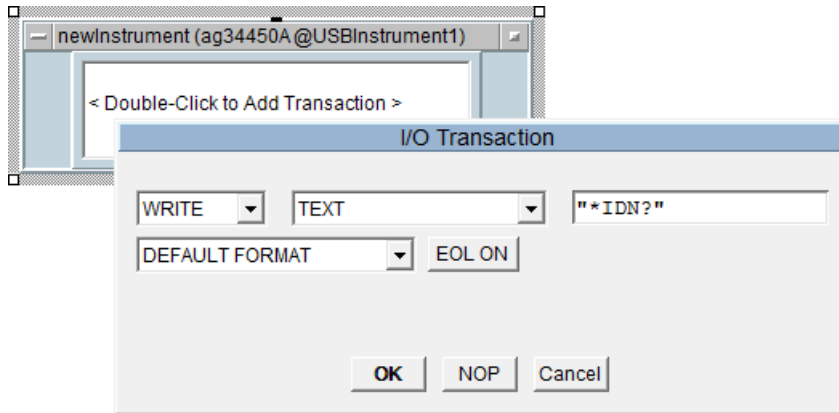 newInstrument (ag34450A@USBInstrument1)
< Double-Click to Add Transaction >
I/O Transaction
WRITE TEXT "*IDN?"
DEFAULT FORMAT EOL ON
OK NOP Cancel